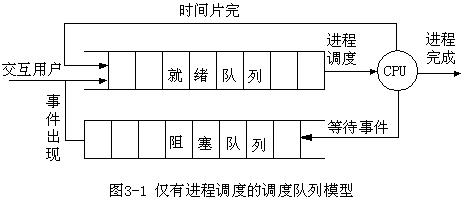 时间片完
交互用户
就绪队列
进程
调度
CPU
进程
完成
事件出现
阻塞队列
等待事件
图3-1 仅有进程调度的调度队列模型